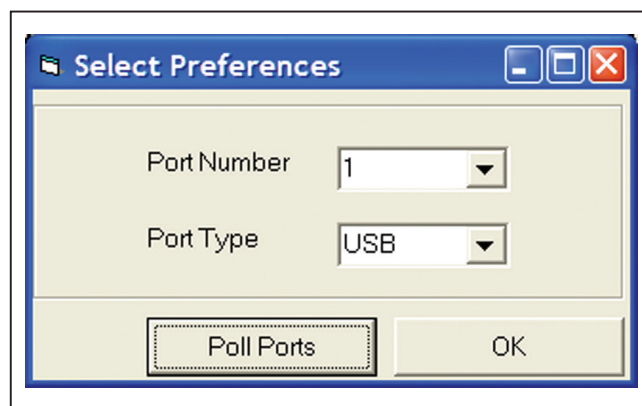 Select Preferences
Port Number 1
Port Type USB
Poll Ports OK